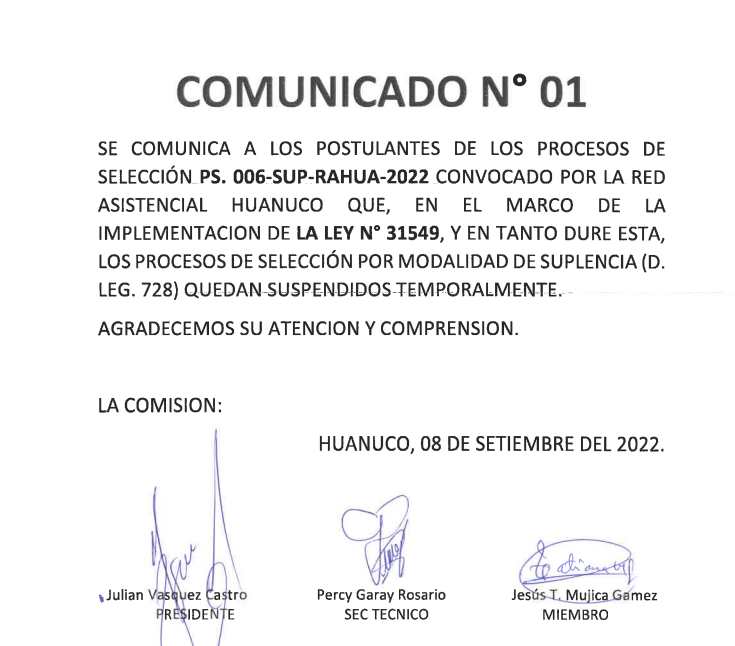 COMUNICADO N° 01
SE COMUNICA A LOS POSTULANTES DE LOS PROCESOS DE
SELECCIÓN PS. 006-SUP-RAHUA-2022 CONVOCADO POR LA RED
ASISTENCIAL HUANUCO QUE, EN EL MARCO DE LA
IMPLEMENTACION DE LA LEY N° 31549, Y EN TANTO DURE ESTA,
LOS PROCESOS DE SELECCIÓN POR MODALIDAD DE SUPLENCIA (D.
LEG. 728) QUEDAN SUSPENDIDOS TEMPORALMENTE.
AGRADECEMOS SU ATENCION Y COMPRENSION.
LA COMISION:
HUANUCO, 08 DE SETIEMBRE DEL 2022.
Julian Vasquez Castro
PRESIDENTE
Percy Garay Rosario
SEC TECNICO
Jesús T. Mujica Gamez
MIEMBRO